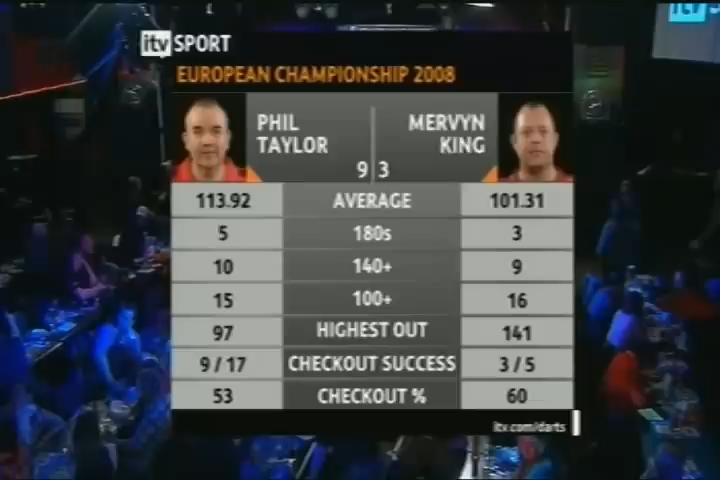 itv SPORT
EUROPEAN CHAMPIONSHIP 2008
PHIL TAYLOR
MERVYN KING
9 3
113.92 AVERAGE 101.31
5 180s 3
10 140+ 9
15 100+ 16
97 HIGHEST OUT 141
9 / 17 CHECKOUT SUCCESS 3 / 5
53 CHECKOUT % 60
itv.com/darts
itv